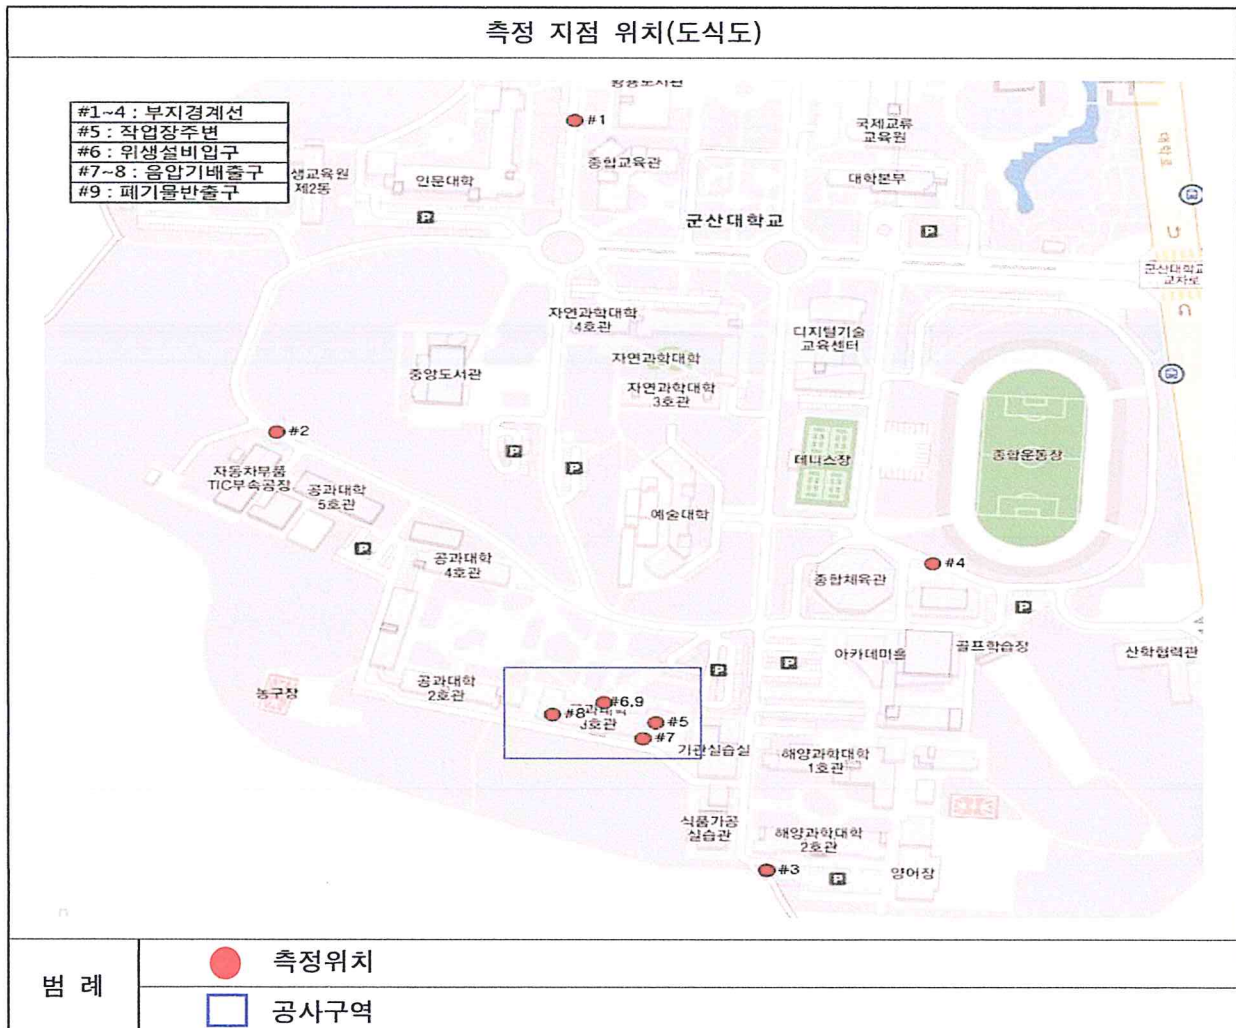 측정 지점 위치(도식도)
#1~4 : 부지경계선
#5 : 작업장주변
#6 : 위생설비입구
#7~8 : 음압기배출구
#9 : 폐기물반출구
황룡도서관
#1
국제교류
교육원
대학로
종합교육관
생교육원
제2동
인문대학
대학본부
P
군산대학교
P
군산대학교
교차로
자연과학대학
4호관
디지털기술
교육센터
자연과학대학
중앙도서관
자연과학대학
3호관
#2
P
P
테니스장
종합운동장
자동차부품
TIC부속공장
공과대학
5호관
예술대학
P
공과대학
4호관
#4
종합체육관
P
아카데미홀
골프학습장
산학협력관
P
P
농구장
공과대학
2호관
#6,9
#8
3호관
#5
#7
기관실습실
해양과학대학
1호관
식품가공
실습관
해양과학대학
2호관
#3
P
양어장
범 례
측정위치
공사구역